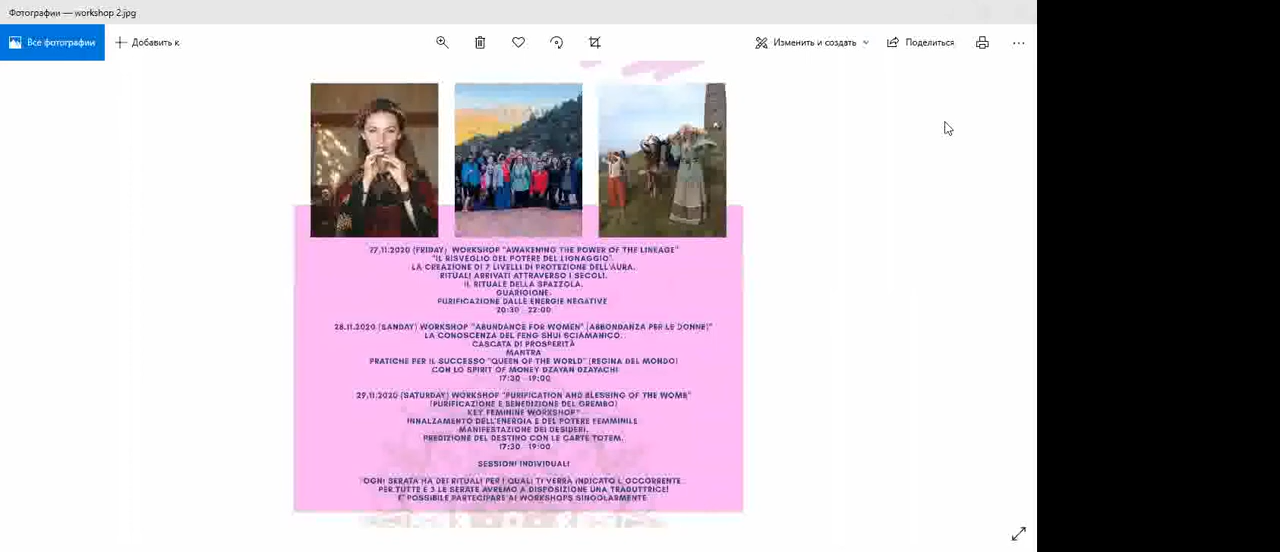 Фотографии — workshop 2.jpg
Все фотографии
Добавить к
Изменить и создать
Поделиться
27.11.2020 (FRIDAY) WORKSHOP "AWAKENING THE POWER OF THE LINEAGE"
"IL RISVEGLIO DEL POTERE DEL LIGNAGGIO"
LA CREAZIONE DI 7 LIVELLI DI PROTEZIONE DELL'AURA.
RITUALI ARRIVATI ATTRAVERSO I SECOLI.
IL RITUALE DELLA SPAZZOLA.
GUARIGIONE.
PURIFICAZIONE DALLE ENERGIE NEGATIVE
20:30 - 22:00
28.11.2020 (SANDAY) WORKSHOP "ABUNDANCE FOR WOMEN" (ABBONDANZA PER LE DONNE)"
LA CONOSCENZA DEL FENG SHUI SCIAMANICO.
CASCATA DI PROSPERITÀ
MANTRA
PRATICHE PER IL SUCCESSO "QUEEN OF THE WORLD" (REGINA DEL MONDO)
CON LO SPIRIT OF MONEY DZAYAN DZAYACHI
17:30 - 19:00
29.11.2020 (SATURDAY) WORKSHOP "PURIFICATION AND BLESSING OF THE WOMB"
(PURIFICAZIONE E BENEDIZIONE DEL GREMBO)
KEY FEMININE WORKSHOP"
INNALZAMENTO DELL'ENERGIA E DEL POTERE FEMMINILE
MANIFESTAZIONE DEI DESIDERI.
PREDIZIONE DEL DESTINO CON LE CARTE TOTEM.
17:30 - 19:00
SESSIONI INDIVIDUALI
OGNI SERATA HA DEI RITUALI PER I QUALI TI VERRÀ INDICATO L'OCCORRENTE.
PER TUTTE E 3 LE SERATE AVREMO A DISPOSIZIONE UNA TRADUTTRICE!
E' POSSIBILE PARTECIPARE AI WORKSHOPS SINGOLARMENTE